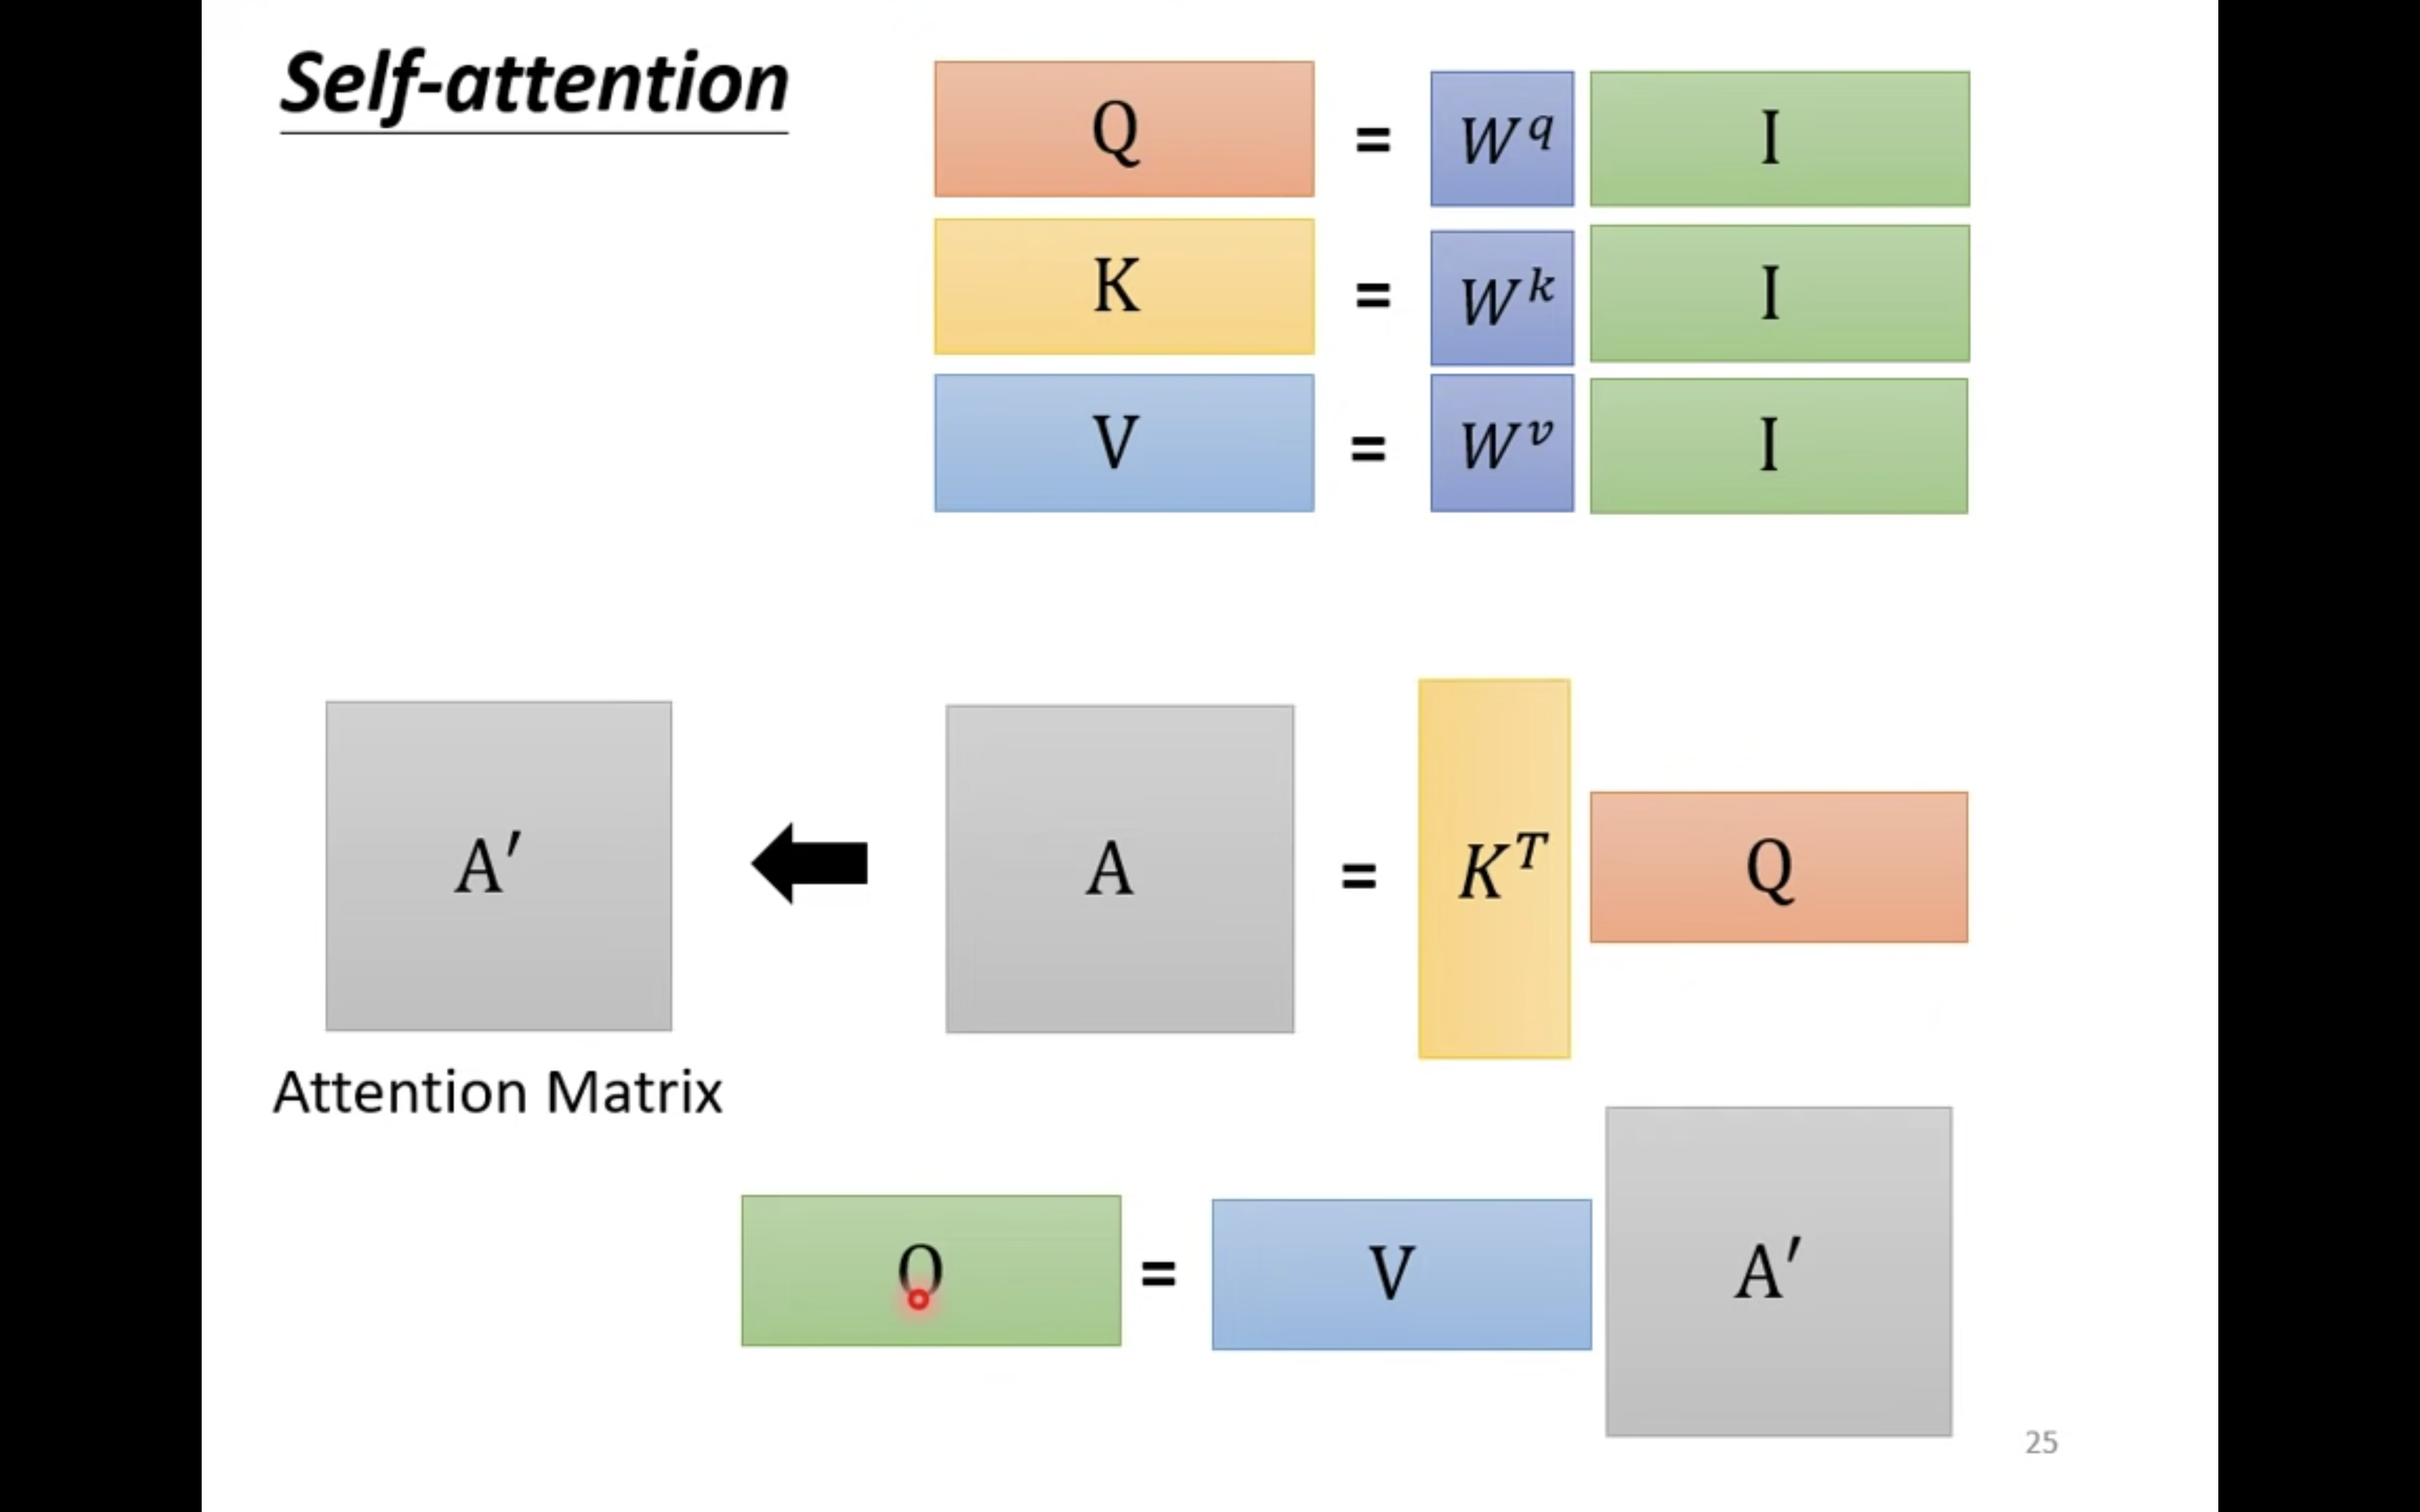 Self-attention
Q = W^q I
K = W^k I
V = W^v I
A′ A = K^T Q
Attention Matrix
O = V A′
25